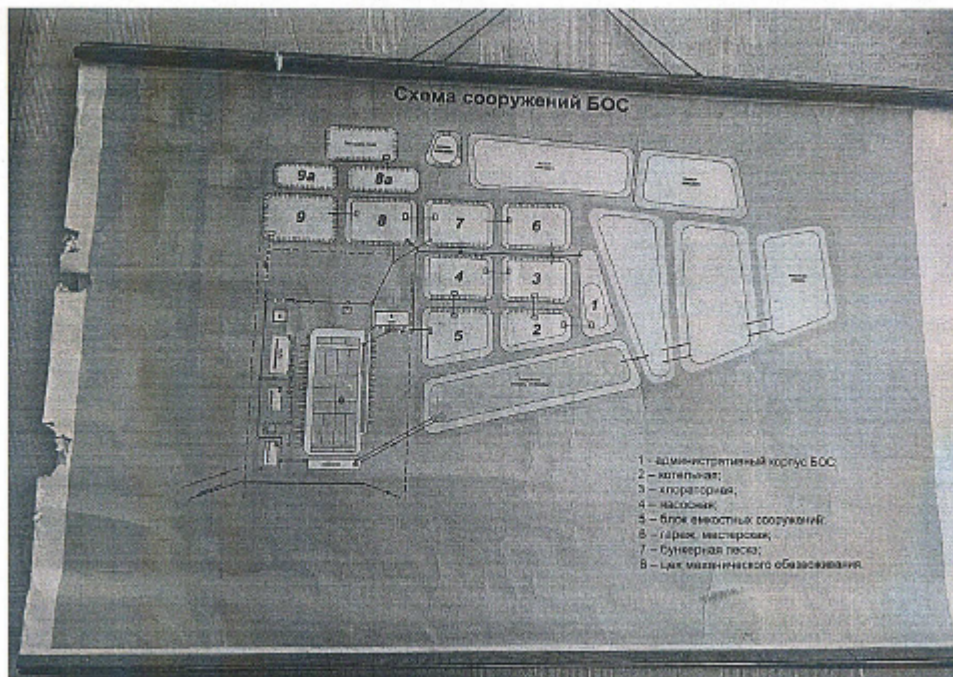 Схема сооружений БОС
9а
8а
9
8
7
6
4
3
1
5
2
1 - административный корпус БОС;
2 – котельная;
3 – хлораторная;
4 – насосная;
5 – блок емкостных сооружений;
6 – гараж, мастерская;
7 – бункерная песка;
8 – цех механического обезвоживания.